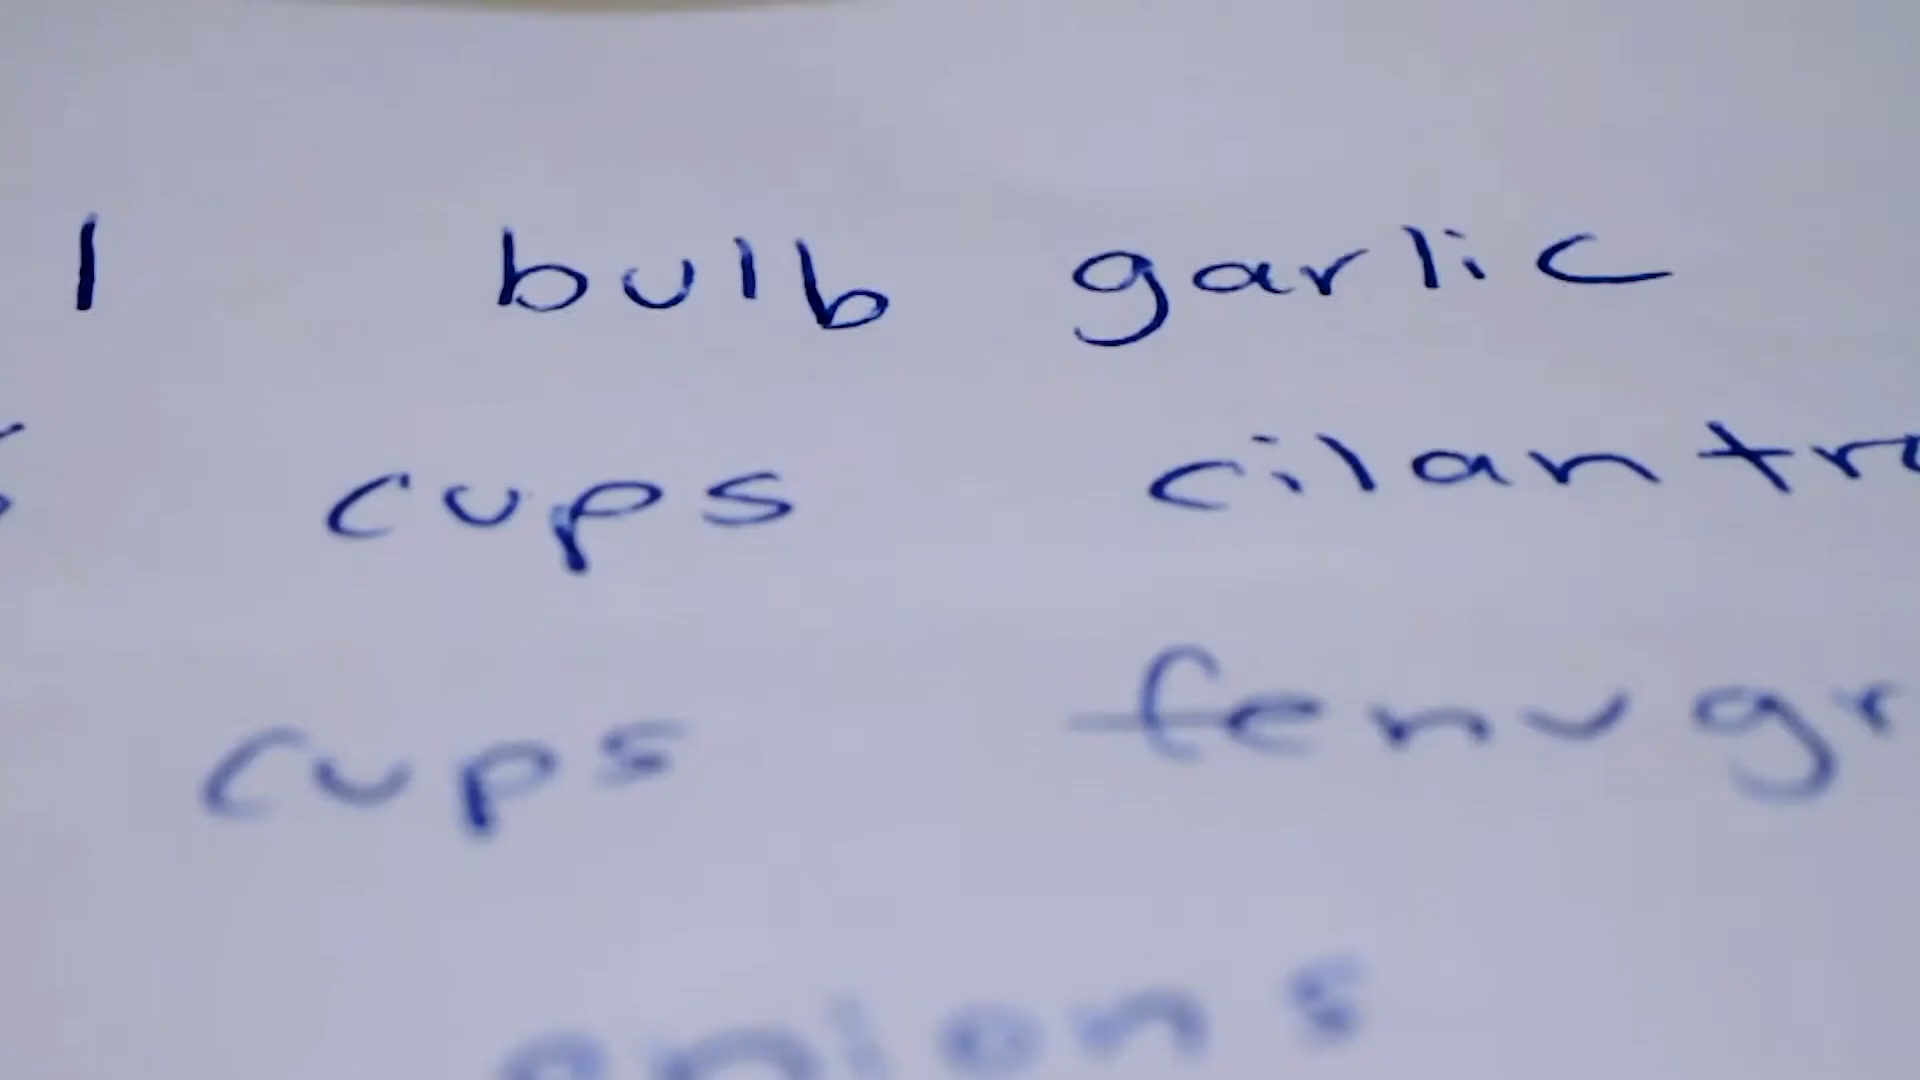 1 bulb garlic
cups cilantro
cups fenugr
onions